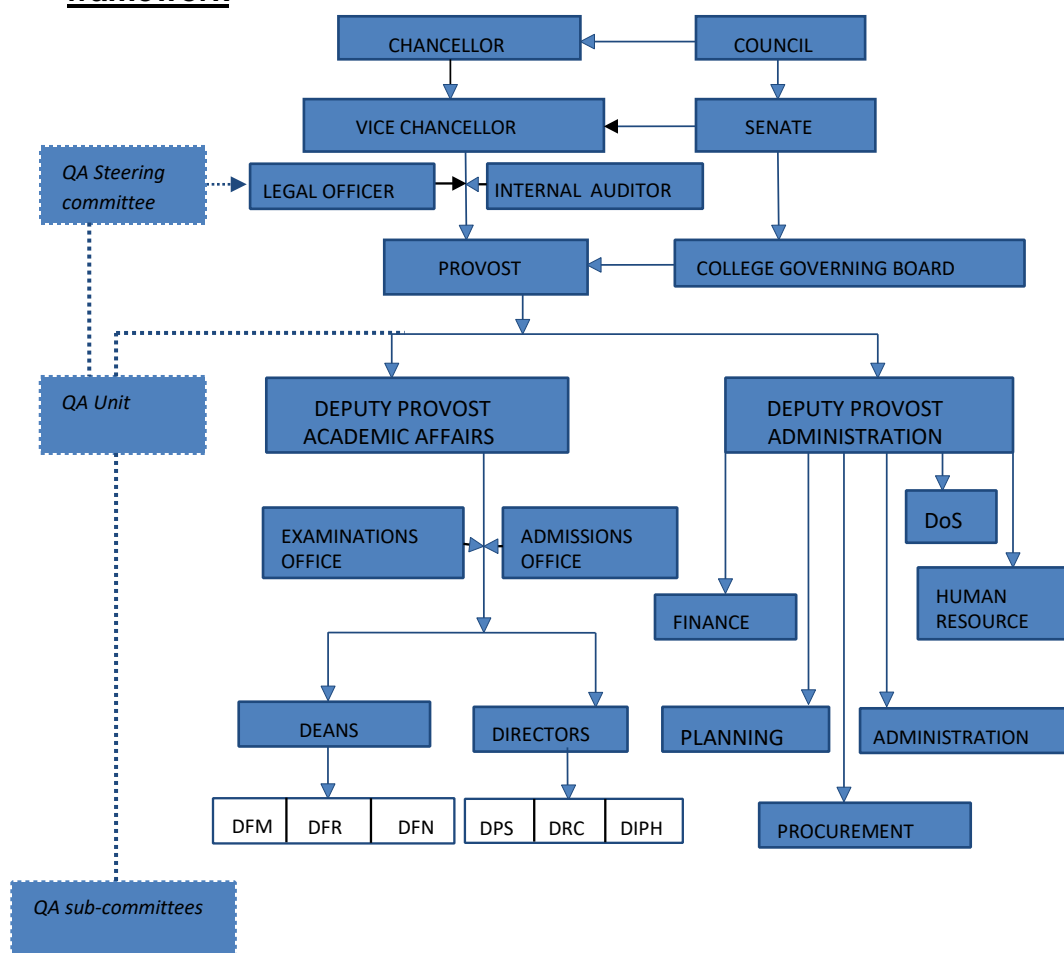 framework
CHANCELLOR
COUNCIL
VICE CHANCELLOR
SENATE
QA Steering
committee
LEGAL OFFICER
INTERNAL AUDITOR
PROVOST
COLLEGE GOVERNING BOARD
QA Unit
DEPUTY PROVOST
ACADEMIC AFFAIRS
DEPUTY PROVOST
ADMINISTRATION
EXAMINATIONS
OFFICE
ADMISSIONS
OFFICE
DoS
FINANCE
HUMAN
RESOURCE
DEANS
DIRECTORS
PLANNING
ADMINISTRATION
DFM
DFR
DFN
DPS
DRC
DIPH
PROCUREMENT
QA sub-committees